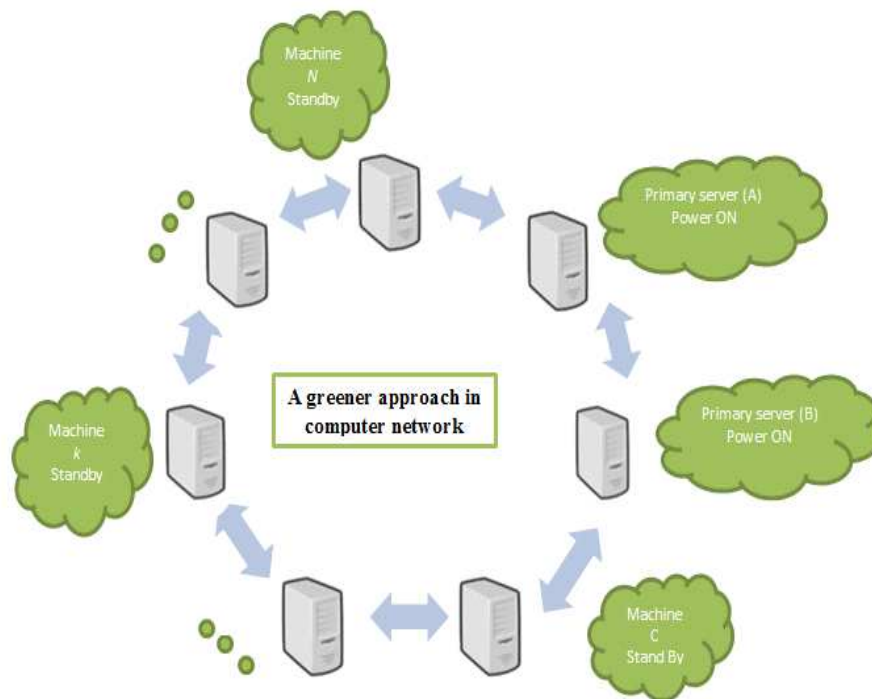 Machine
N
Standby
Primary server (A)
Power ON
A greener approach in
computer network
Machine
k
Standby
Primary server (B)
Power ON
Machine
C
Stand By